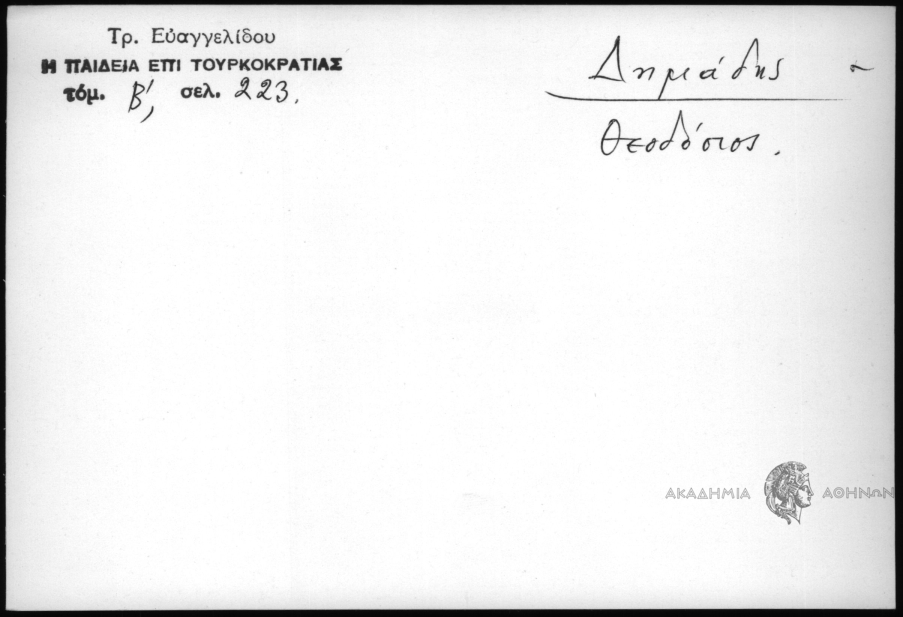 Τρ. Εὐαγγελίδου
Η ΠΑΙΔΕΙΑ ΕΠΙ ΤΟΥΡΚΟΚΡΑΤΙΑΣ
τόμ. Β΄, σελ. 223.
Δημιάδης
Θεοδόσιος.
ΑΚΑΔΗΜΙΑ ΑΘΗΝΩΝ